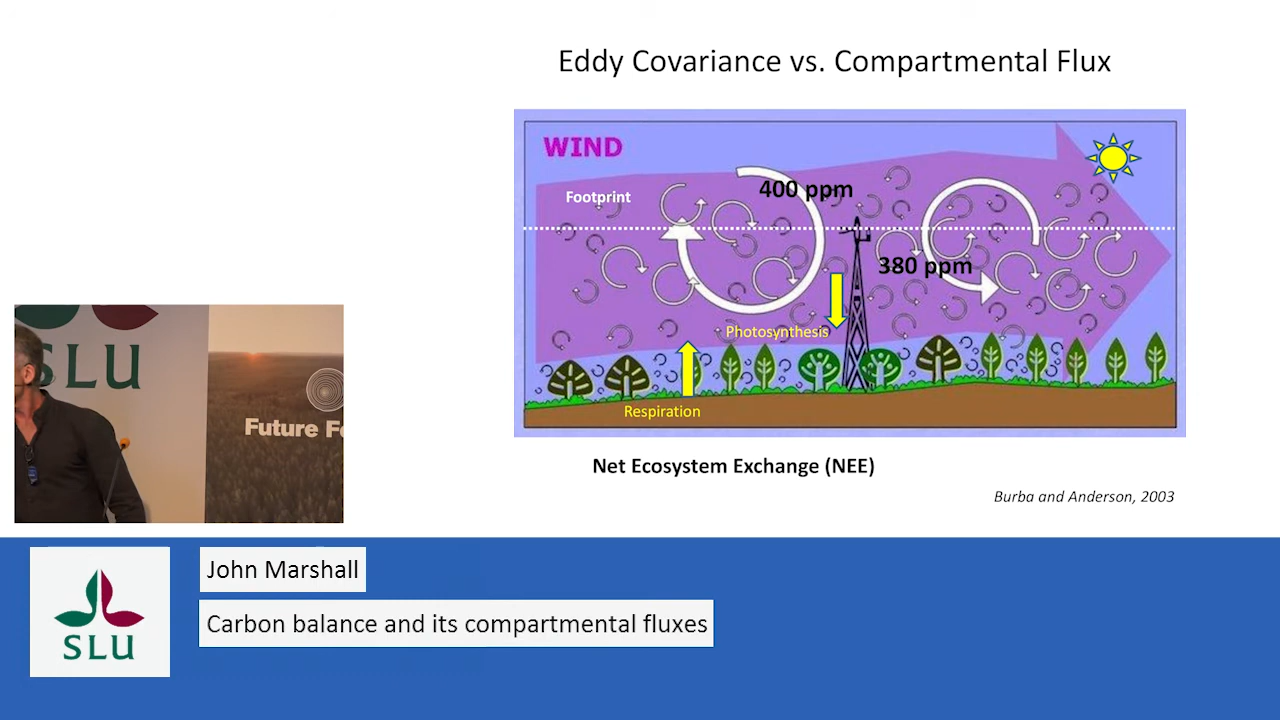 Eddy Covariance vs. Compartmental Flux
WIND
400 ppm
Footprint
380 ppm
Photosynthesis
Respiration
Net Ecosystem Exchange (NEE)
Burba and Anderson, 2003
SLU
Future
John Marshall
Carbon balance and its compartmental fluxes
SLU